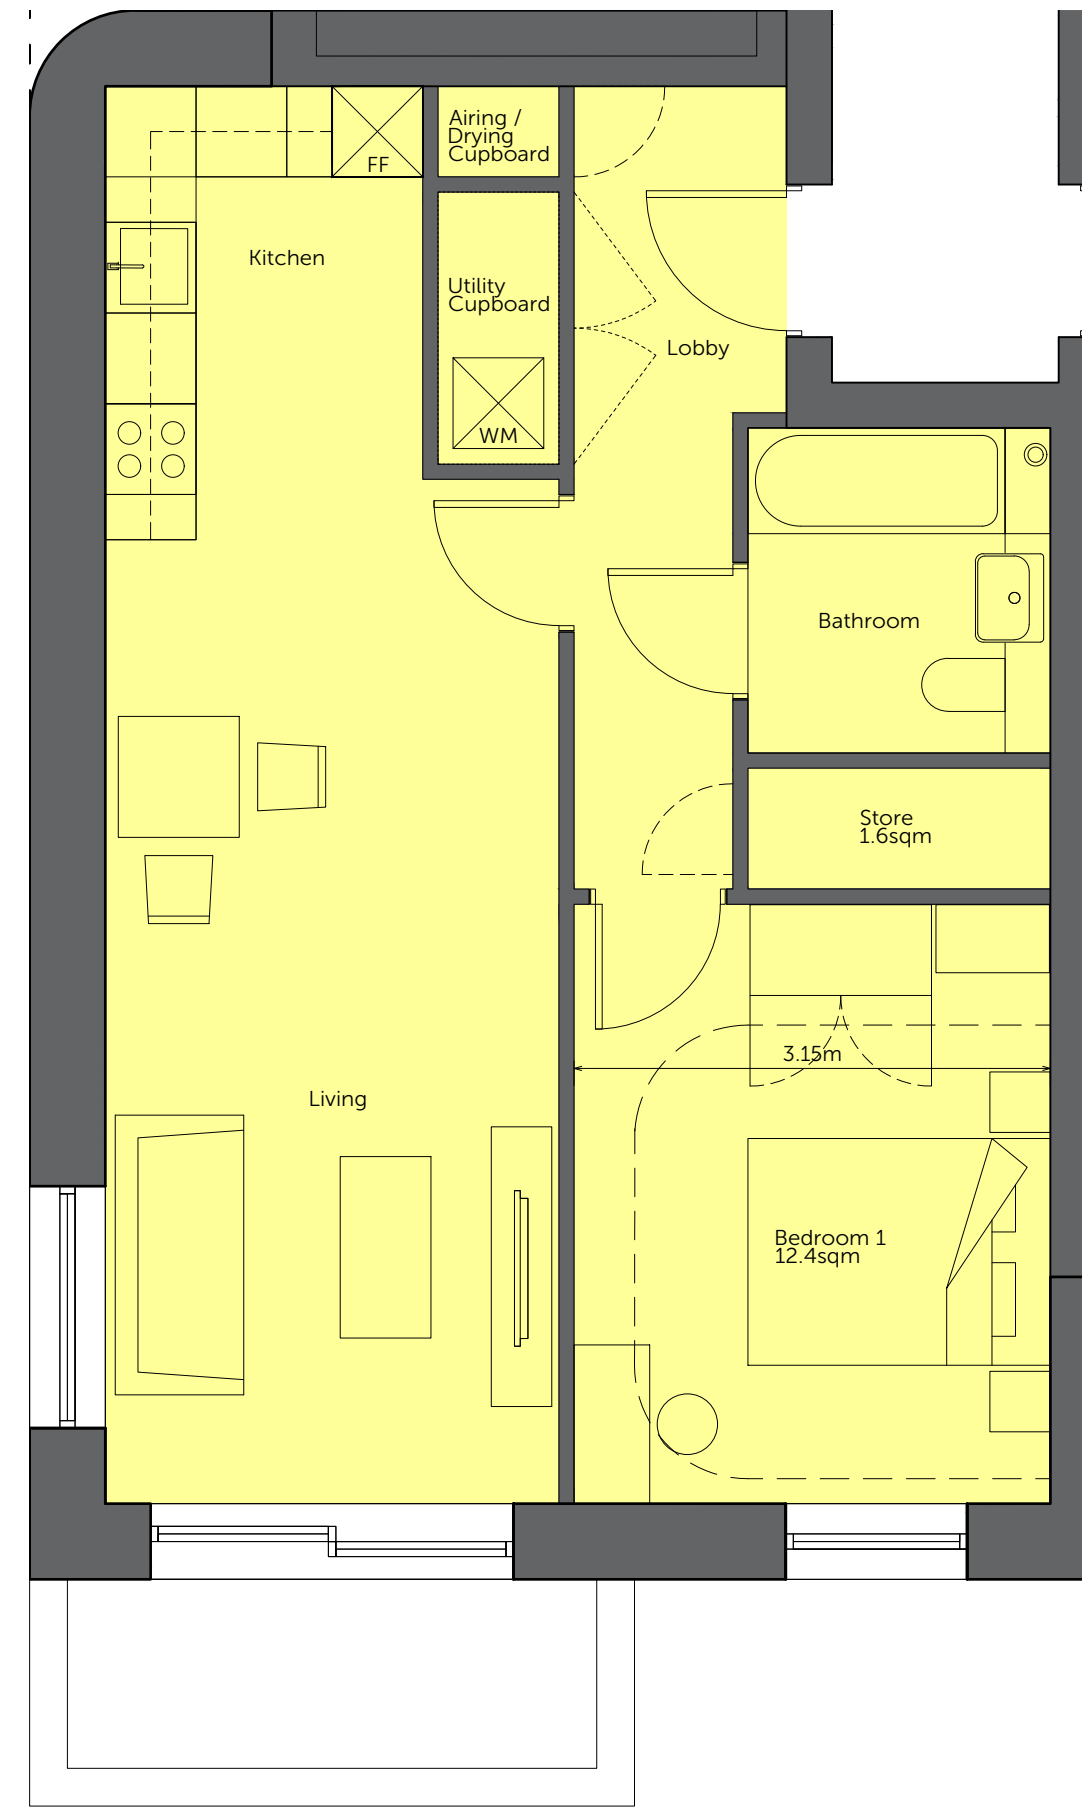 Airing /
Drying
Cupboard
FF
Kitchen
Utility
Cupboard
Lobby
WM
Bathroom
Store
1.6sqm
3.15m
Living
Bedroom 1
12.4sqm